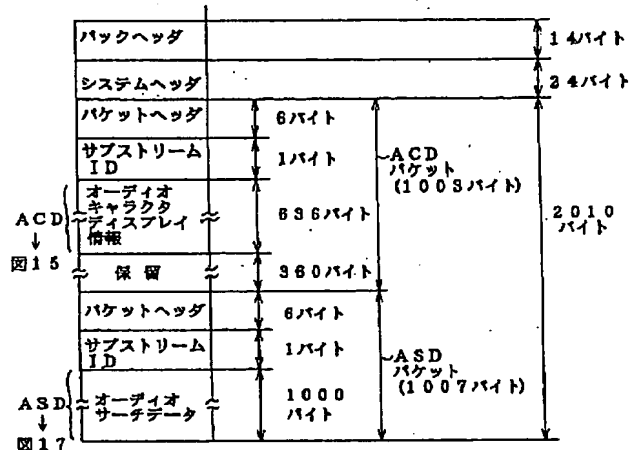 パックヘッダ
14バイト
システムヘッダ
24バイト
パケットヘッダ
6バイト
サブストリーム
ID
1バイト
ACD
パケット
(1003バイト)
2010
バイト
ACD
↓
図15
オーディオ
キャラクタ
ディスプレイ
情報
636バイト
保留
360バイト
パケットヘッダ
6バイト
サブストリーム
ID
1バイト
ASD
パケット
(1007バイト)
ASD
↓
図17
オーディオ
サーチデータ
1000
バイト